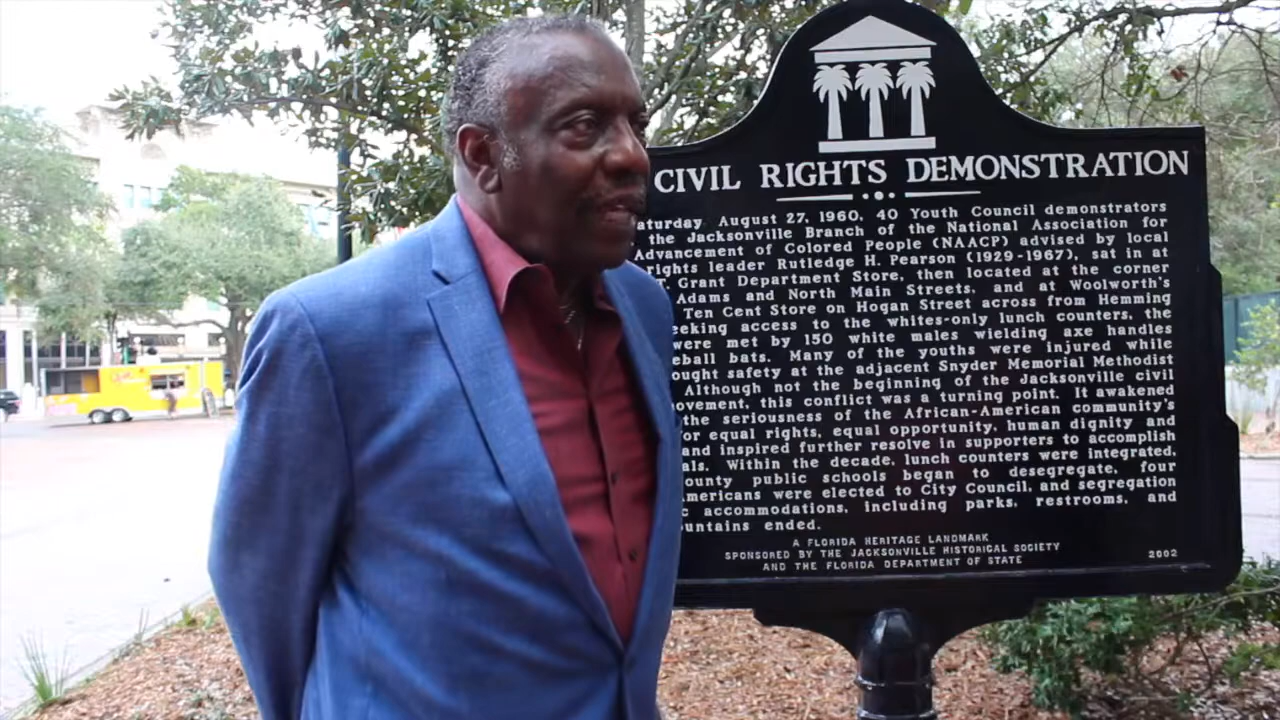 CIVIL RIGHTS DEMONSTRATION
aturday, August 27, 1960, 40 Youth Council demonstrators
the Jacksonville Branch of the National Association for
Advancement of Colored People (NAACP) advised by local
rights leader Rutledge H. Pearson (1929-1967), sat in at
T. Grant Department Store, then located at the corner
Adams and North Main Streets, and at Woolworth's
Ten Cent Store on Hogan Street across from Hemming
eeking access to the whites-only lunch counters, the
were met by 150 white males wielding axe handles
eball bats. Many of the youths were injured while
ought safety at the adjacent Snyder Memorial Methodist
Although not the beginning of the Jacksonville civil
ovement, this conflict was a turning point. It awakened
the seriousness of the African-American community's
for equal rights, equal opportunity, human dignity and
and inspired further resolve in supporters to accomplish
als. Within the decade, lunch counters were integrated,
ounty public schools began to desegregate, four
mericans were elected to City Council, and segregation
c accommodations, including parks, restrooms, and
untains ended.
A FLORIDA HERITAGE LANDMARK
SPONSORED BY THE JACKSONVILLE HISTORICAL SOCIETY
AND THE FLORIDA DEPARTMENT OF STATE
2002